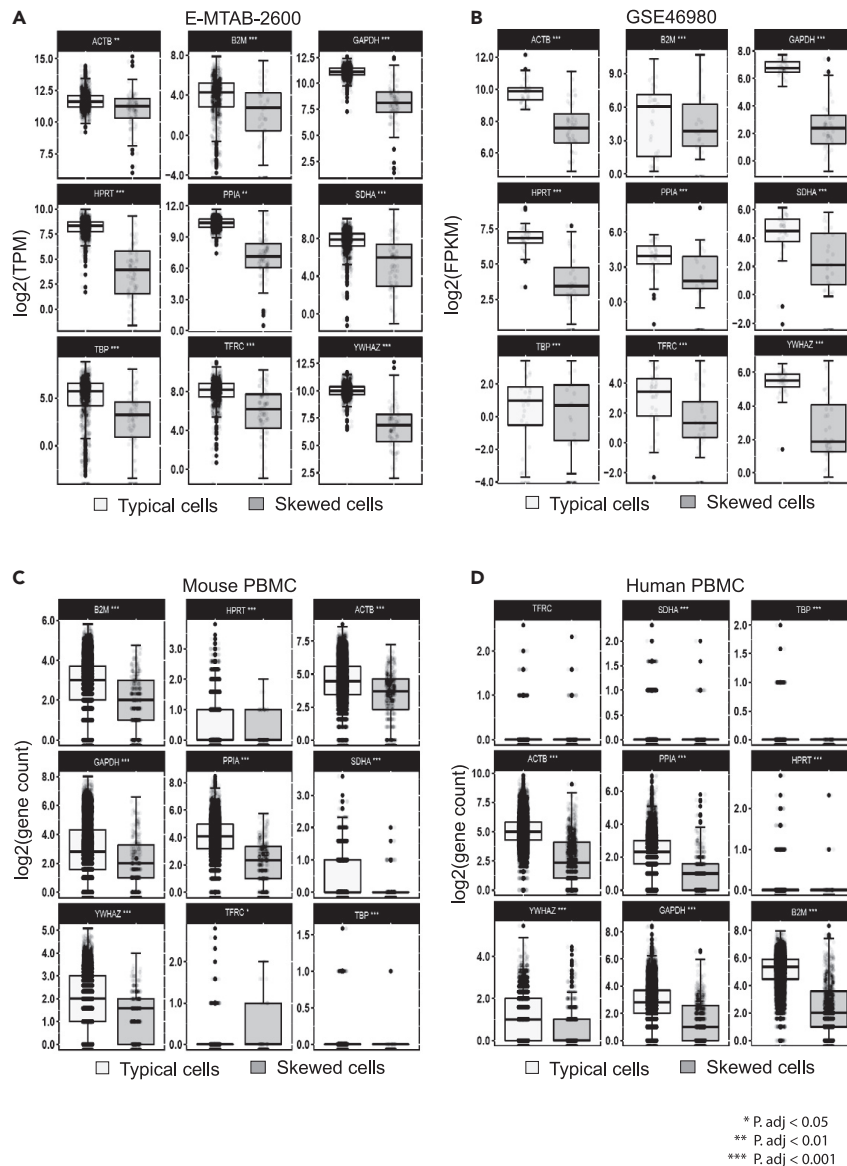 A E-MTAB-2600
ACTB ** B2M *** GAPDH ***
15.0 12.5 10.0 7.5
8.0 4.0 0.0 −4.0
12.5 10.0 7.5 5.0 2.5
HPRT *** PPIA ** SDHA ***
10.0 7.5 5.0 2.5 0.0
12.0 9.0 6.0 3.0 0.0
10.0 7.5 5.0 2.5 0.0
TBP *** TFRC *** YWHAZ ***
5.0 0.0
12.0 8.0 4.0 0.0
12.5 10.0 7.5 5.0 2.5
log2(TPM)
Typical cells Skewed cells
B GSE46980
ACTB *** B2M *** GAPDH ***
12.0 10.0 8.0 6.0
9.0 6.0 3.0 0.0
8.0 6.0 4.0 2.0 0.0
HPRT *** PPIA *** SDHA ***
7.5 5.0 2.5
6.0 3.0 0.0
6.0 4.0 2.0 0.0 −2.0
TBP *** TFRC *** YWHAZ ***
2.0 0.0 −2.0 −4.0
4.0 2.0 0.0 −2.0
6.0 4.0 2.0 0.0
log2(FPKM)
Typical cells Skewed cells
C Mouse PBMC
B2M *** HPRT *** ACTB ***
6.0 4.0 2.0 0.0
3.0 2.0 1.0 0.0
7.5 5.0 2.5 0.0
GAPDH *** PPIA *** SDHA ***
8.0 6.0 4.0 2.0 0.0
8.0 6.0 4.0 2.0 0.0
3.0 2.0 1.0 0.0
YWHAZ *** TFRC * TBP ***
5.0 4.0 3.0 2.0 1.0 0.0
2.0 1.0 0.0
1.5 1.0 0.5 0.0
log2(gene count)
Typical cells Skewed cells
D Human PBMC
TFRC SDHA *** TBP ***
3.0 2.0 1.0 0.0
2.0 1.5 1.0 0.5 0.0
2.0 1.5 1.0 0.5 0.0
ACTB *** PPIA *** HPRT ***
10.0 7.5 5.0 2.5 0.0
6.0 4.0 2.0 0.0
2.0 1.0 0.0
YWHAZ *** GAPDH *** B2M ***
4.0 2.0 0.0
8.0 6.0 4.0 2.0 0.0
8.0 6.0 4.0 2.0 0.0
log2(gene count)
Typical cells Skewed cells
* P. adj < 0.05
** P. adj < 0.01
*** P. adj < 0.001